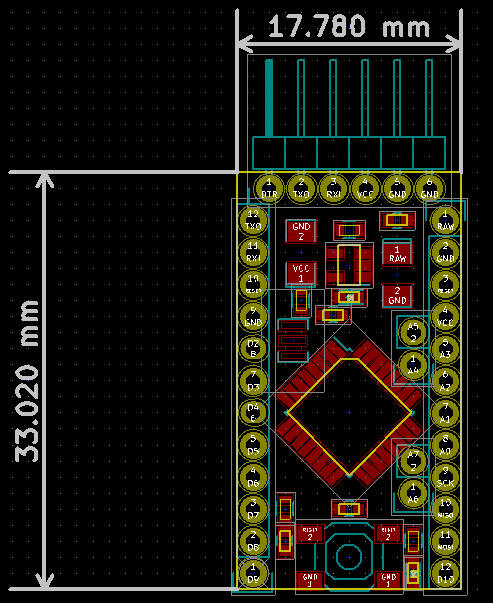 17.780 mm
33.020 mm
1 DTR
2 TXO
3 RXI
4 VCC
5 GND
6 GND
12 TXO
11 RXI
10 RESET
9 GND
D2
8
7 D3
D4
6
5 D5
4 D6
3 D7
2 D8
1 D9
GND 2
VCC 1
1 RAW
2 GND
1 RAW
2 GND
3 RESET
4 VCC
5 A3
6 A2
7 A1
8 A0
9 SCK
10 MISO
11 MOSI
12 D10
A5 2
1 A4
A7 2
1 A6
RESET 2
RESET 2
GND 1
GND 1